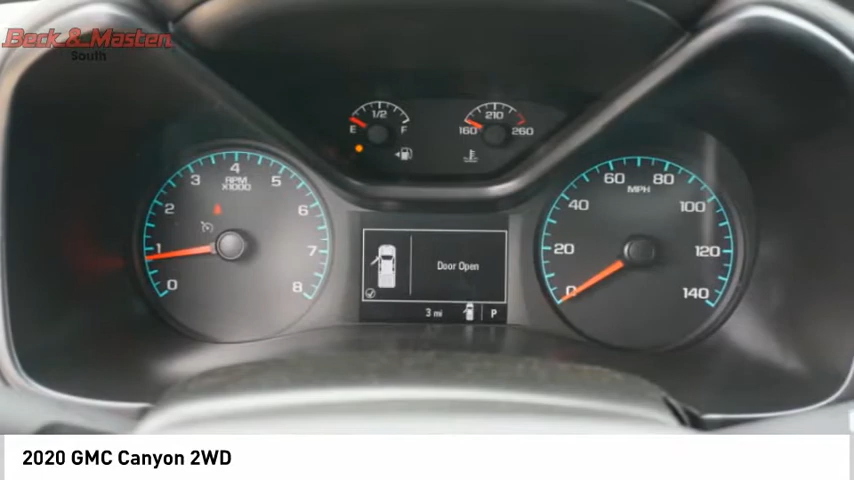 Beck & Masten
South
1/2
E F
210
160 260
RPM
X1000
0 1 2 3 4 5 6 7 8
MPH
0 20 40 60 80 100 120 140
Door Open
3 mi P
2020 GMC Canyon 2WD